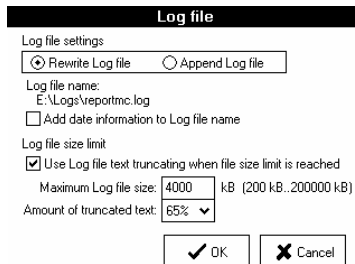 Log file
Log file settings
Rewrite Log file Append Log file
Log file name:
E:\Logs\reportmc.log
Add date information to Log file name
Log file size limit
Use Log file text truncating when file size limit is reached
Maximum Log file size: 4000 kB (200 kB..200000 kB)
Amount of truncated text: 65%
OK Cancel